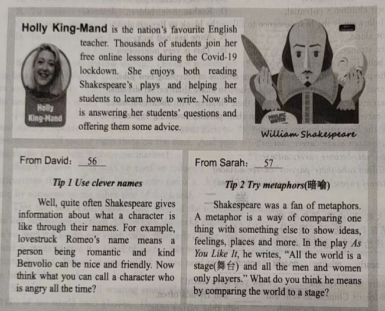 Holly King-Mand is the nation's favourite English
teacher. Thousands of students join her
free online lessons during the Covid-19
lockdown. She enjoys both reading
Shakespeare's plays and helping her
students to learn how to write. Now she
is answering her students' questions and
offering them some advice.
Holly
King-Mand
William Shakespeare
From David: 56
Tip 1 Use clever names
Well, quite often Shakespeare gives
information about what a character is
like through their names. For example,
lovestruck Romeo's name means a
person being romantic and kind
Benvolio can be nice and friendly. Now
think what you can call a character who
is angry all the time?
From Sarah: 57
Tip 2 Try metaphors(暗喻)
Shakespeare was a fan of metaphors.
A metaphor is a way of comparing one
thing with something else to show ideas,
feelings, places and more. In the play As
You Like It, he writes, "All the world is a
stage(舞台) and all the men and women
only players." What do you think he means
by comparing the world to a stage?